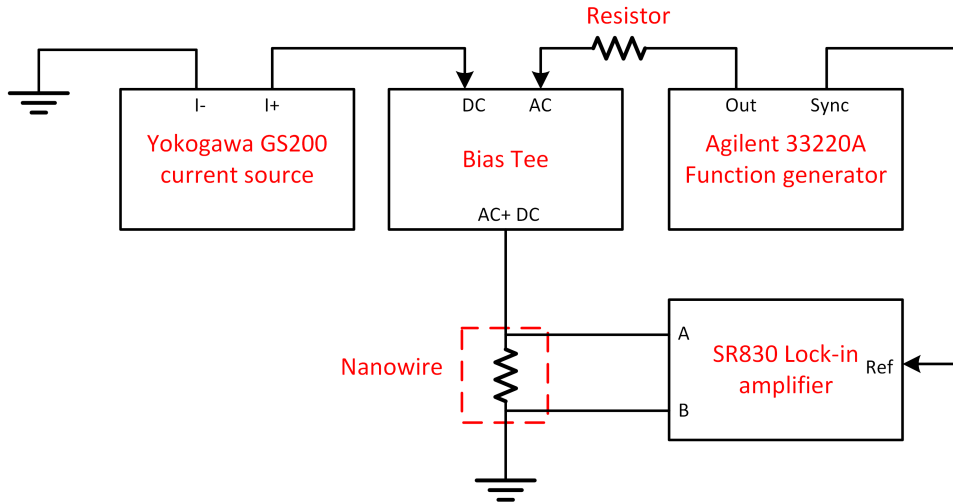 Resistor
I-
I+
DC
AC
Out
Sync
Yokogawa GS200
current source
Bias Tee
Agilent 33220A
Function generator
AC+ DC
Nanowire
A
B
SR830 Lock-in
amplifier
Ref